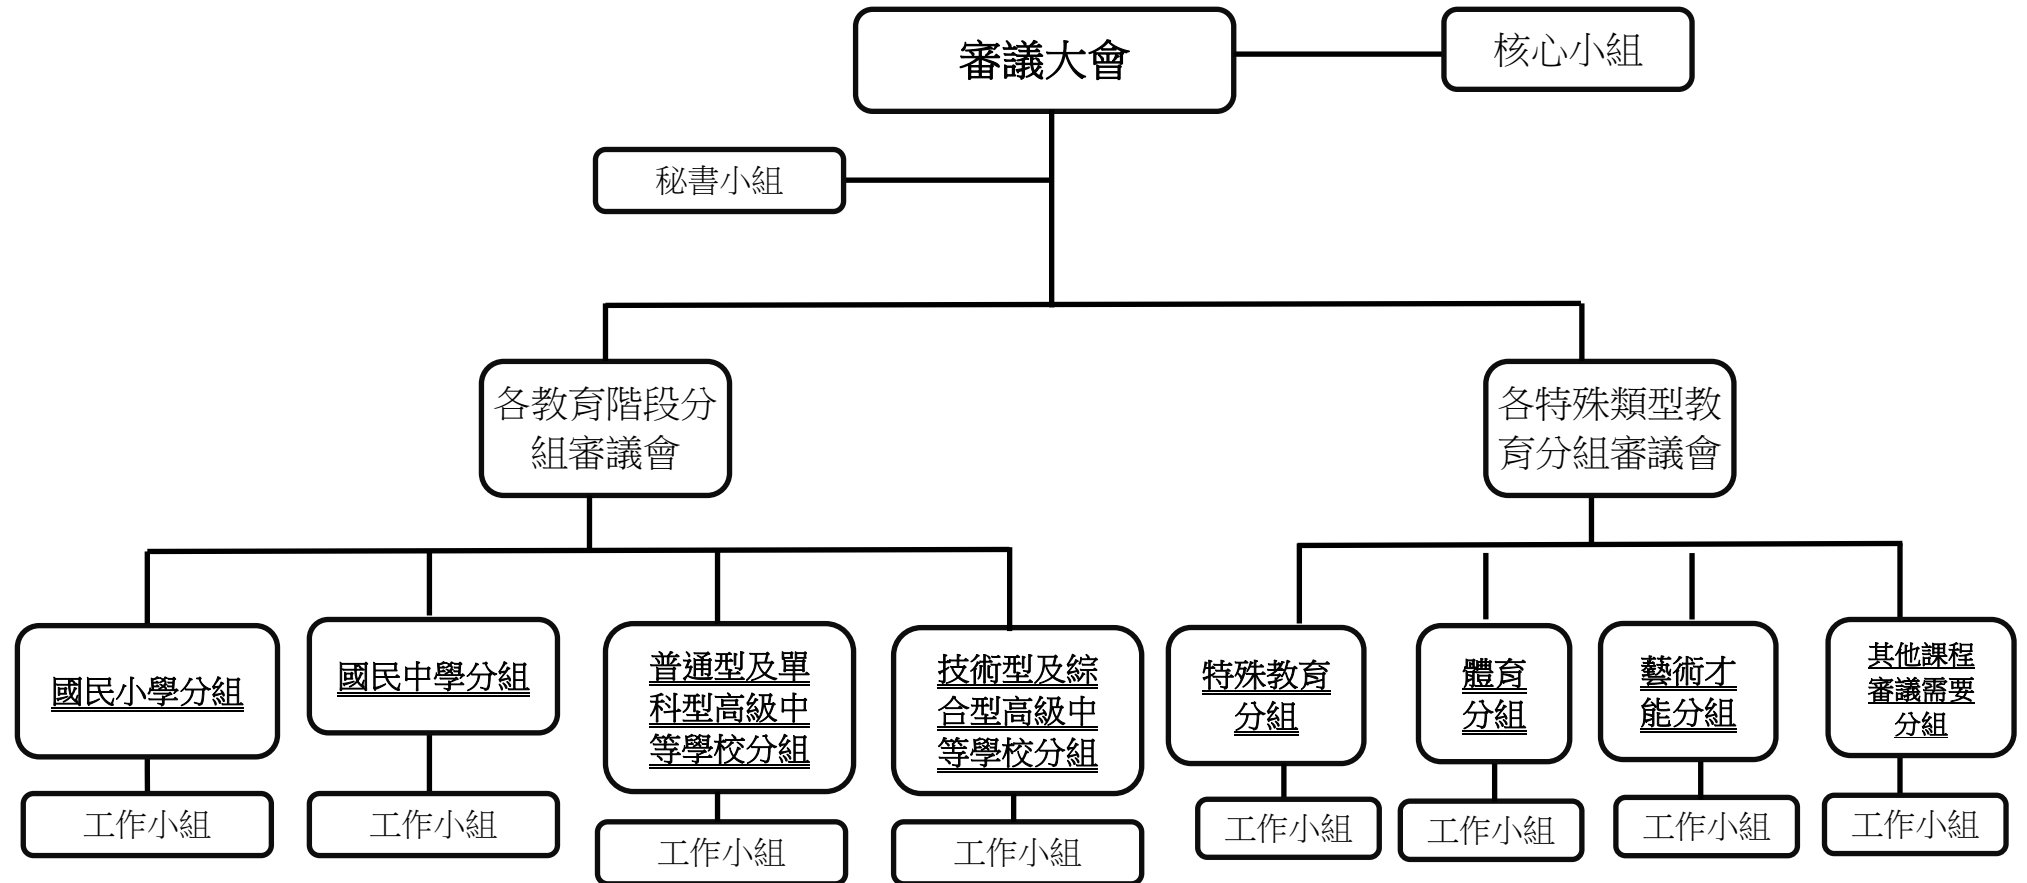 審議大會
核心小組
秘書小組
各教育階段分
組審議會
各特殊類型教
育分組審議會
國民小學分組
國民中學分組
普通型及單
科型高級中
等學校分組
技術型及綜
合型高級中
等學校分組
特殊教育
分組
體育
分組
藝術才
能分組
其他課程
審議需要
分組
工作小組
工作小組
工作小組
工作小組
工作小組
工作小組
工作小組
工作小組